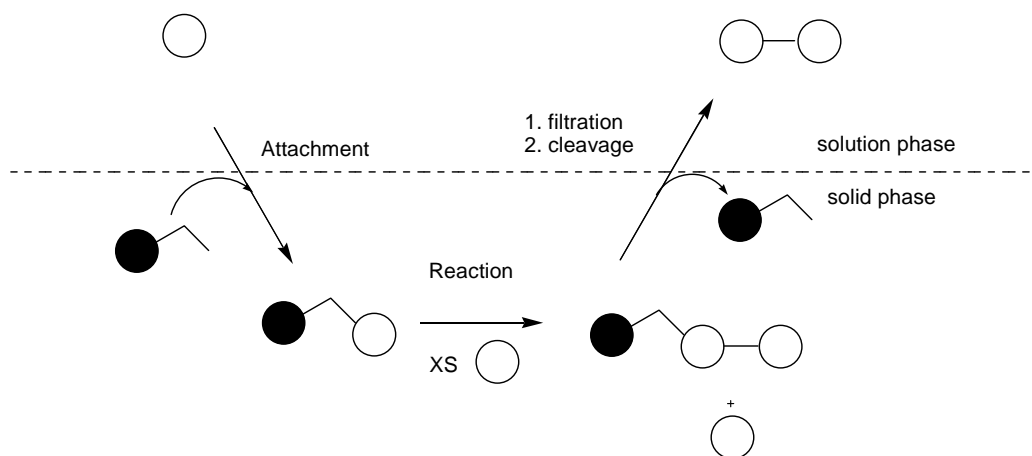 Attachment
1. filtration
2. cleavage
solution phase
solid phase
Reaction
XS
+